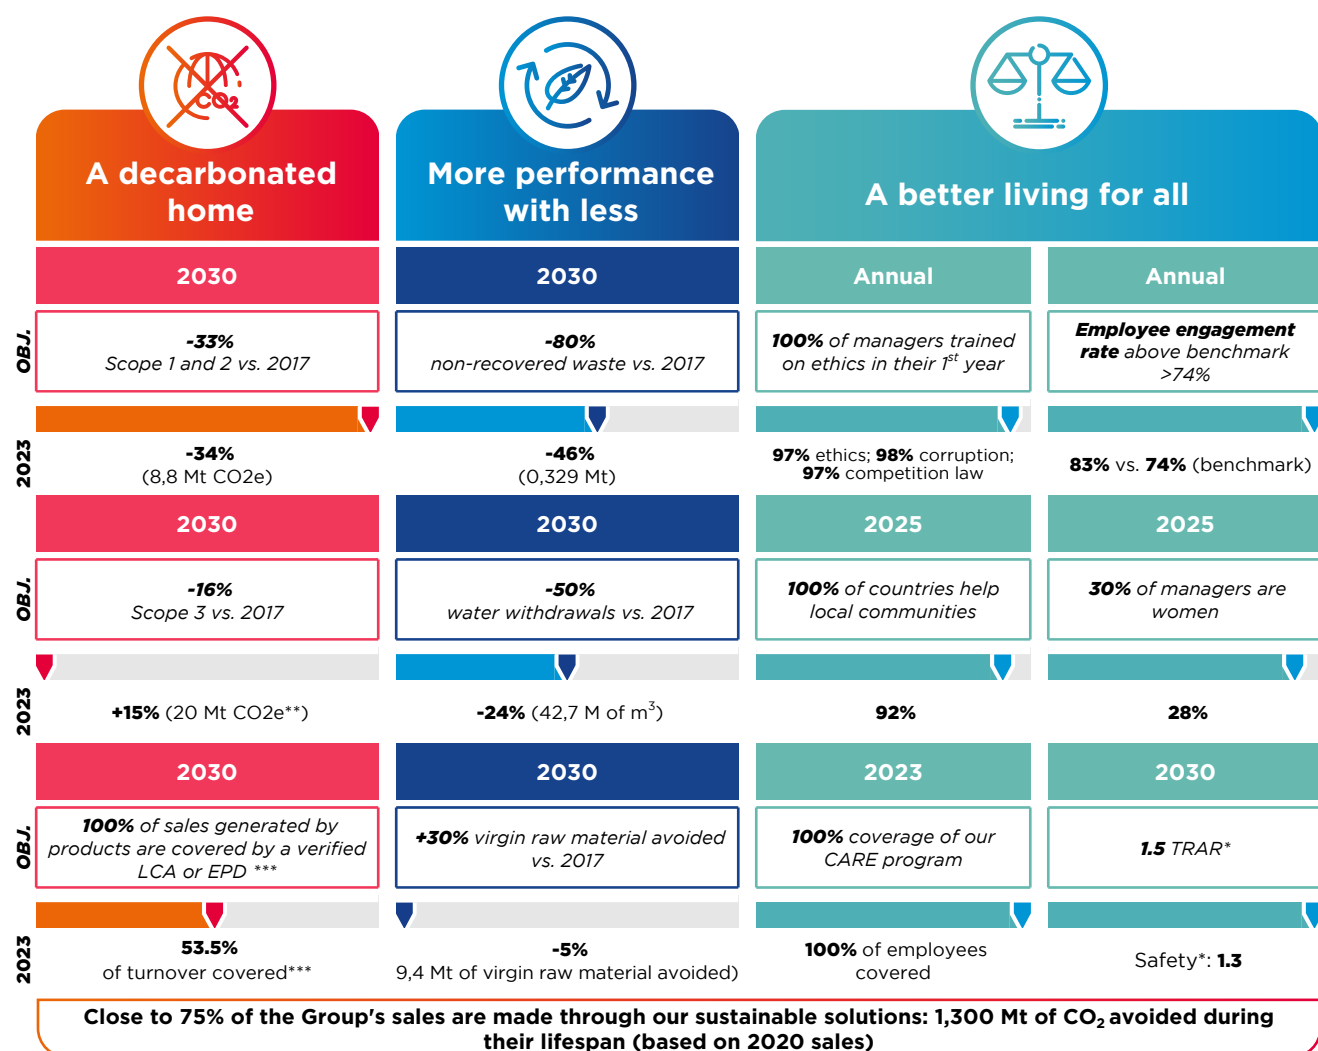 CO2
A decarbonated
home
More performance
with less
A better living for all
2030
2030
Annual
Annual
OBJ.
-33%
Scope 1 and 2 vs. 2017
-80%
non-recovered waste vs. 2017
100% of managers trained
on ethics in their 1st year
Employee engagement
rate above benchmark
>74%
2023
-34%
(8,8 Mt CO2e)
-46%
(0,329 Mt)
97% ethics; 98% corruption;
97% competition law
83% vs. 74% (benchmark)
2030
2030
2025
2025
OBJ.
-16%
Scope 3 vs. 2017
-50%
water withdrawals vs. 2017
100% of countries help
local communities
30% of managers are
women
2023
+15% (20 Mt CO2e**)
-24% (42,7 M of m3)
92%
28%
2030
2030
2023
2030
OBJ.
100% of sales generated by
products are covered by a verified
LCA or EPD ***
+30% virgin raw material avoided
vs. 2017
100% coverage of our
CARE program
1.5 TRAR*
2023
53.5%
of turnover covered***
-5%
9,4 Mt of virgin raw material avoided)
100% of employees
covered
Safety*: 1.3
Close to 75% of the Group's sales are made through our sustainable solutions: 1,300 Mt of CO2 avoided during
their lifespan (based on 2020 sales)